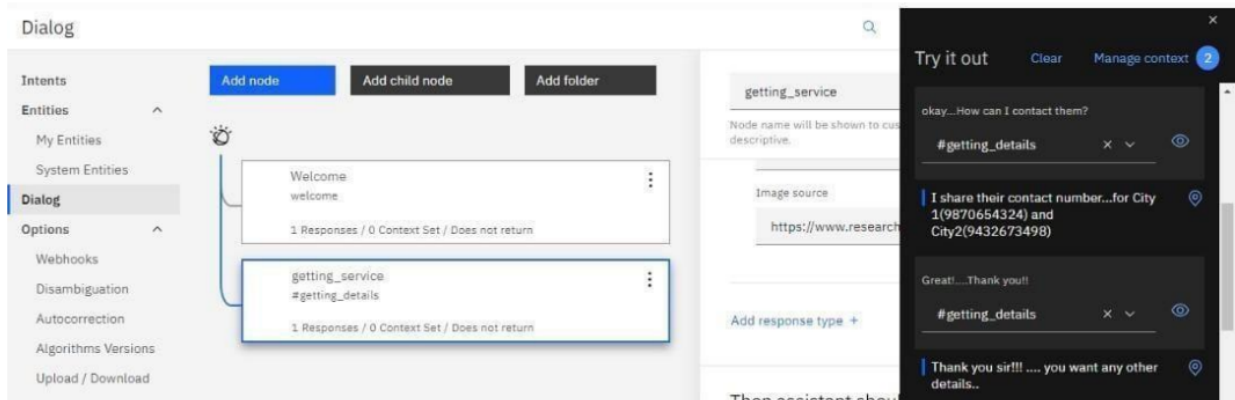 Dialog
Intents
Entities
My Entities
System Entities
Dialog
Options
Webhooks
Disambiguation
Autocorrection
Algorithms Versions
Upload / Download
Add node
Add child node
Add folder
Welcome
welcome
1 Responses / 0 Context Set / Does not return
getting_service
#getting_details
1 Responses / 0 Context Set / Does not return
getting_service
Node name will be shown to cus
descriptive.
Image source
https://www.research
Add response type +
Then assistant shou
Try it out
Clear
Manage context 2
okay...How can I contact them?
#getting_details
I share their contact number...for City
1(9870654324) and
City2(9432673498)
Great!....Thank you!!
#getting_details
Thank you sir!!! .... you want any other
details..